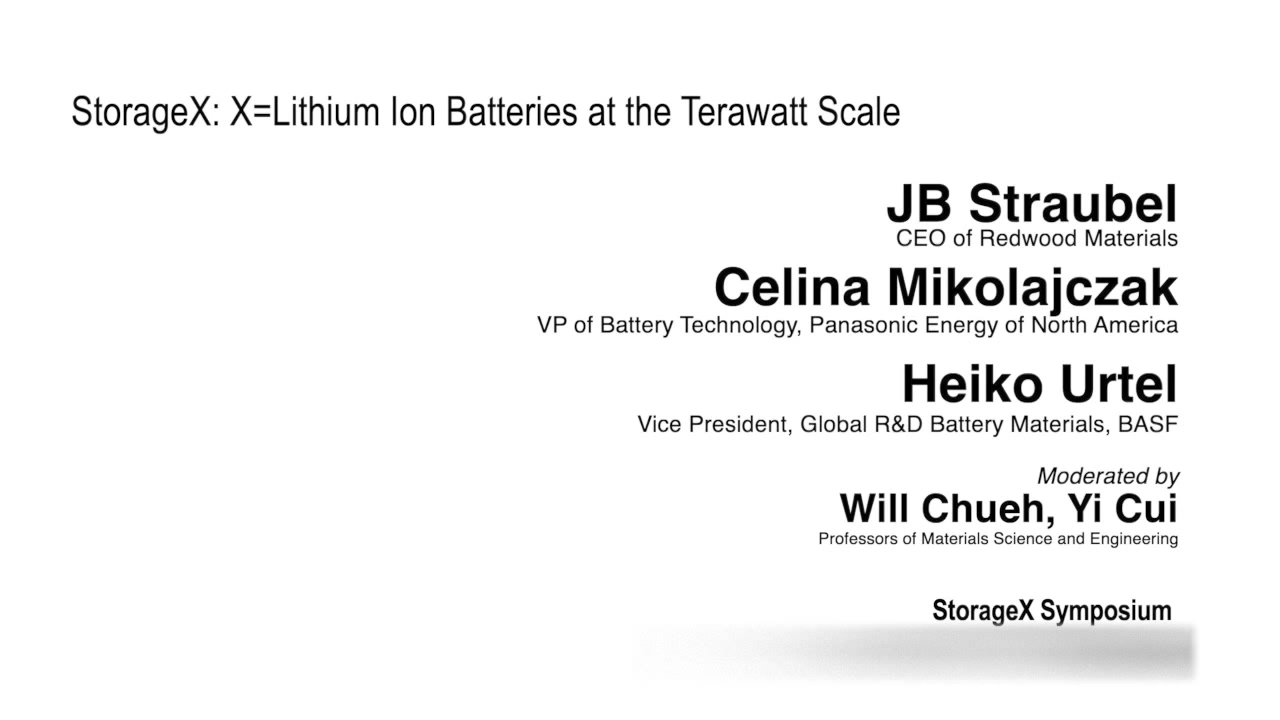 StorageX: X=Lithium Ion Batteries at the Terawatt Scale
JB Straubel
CEO of Redwood Materials
Celina Mikolajczak
VP of Battery Technology, Panasonic Energy of North America
Heiko Urtel
Vice President, Global R&D Battery Materials, BASF
Moderated by
Will Chueh, Yi Cui
Professors of Materials Science and Engineering
StorageX Symposium